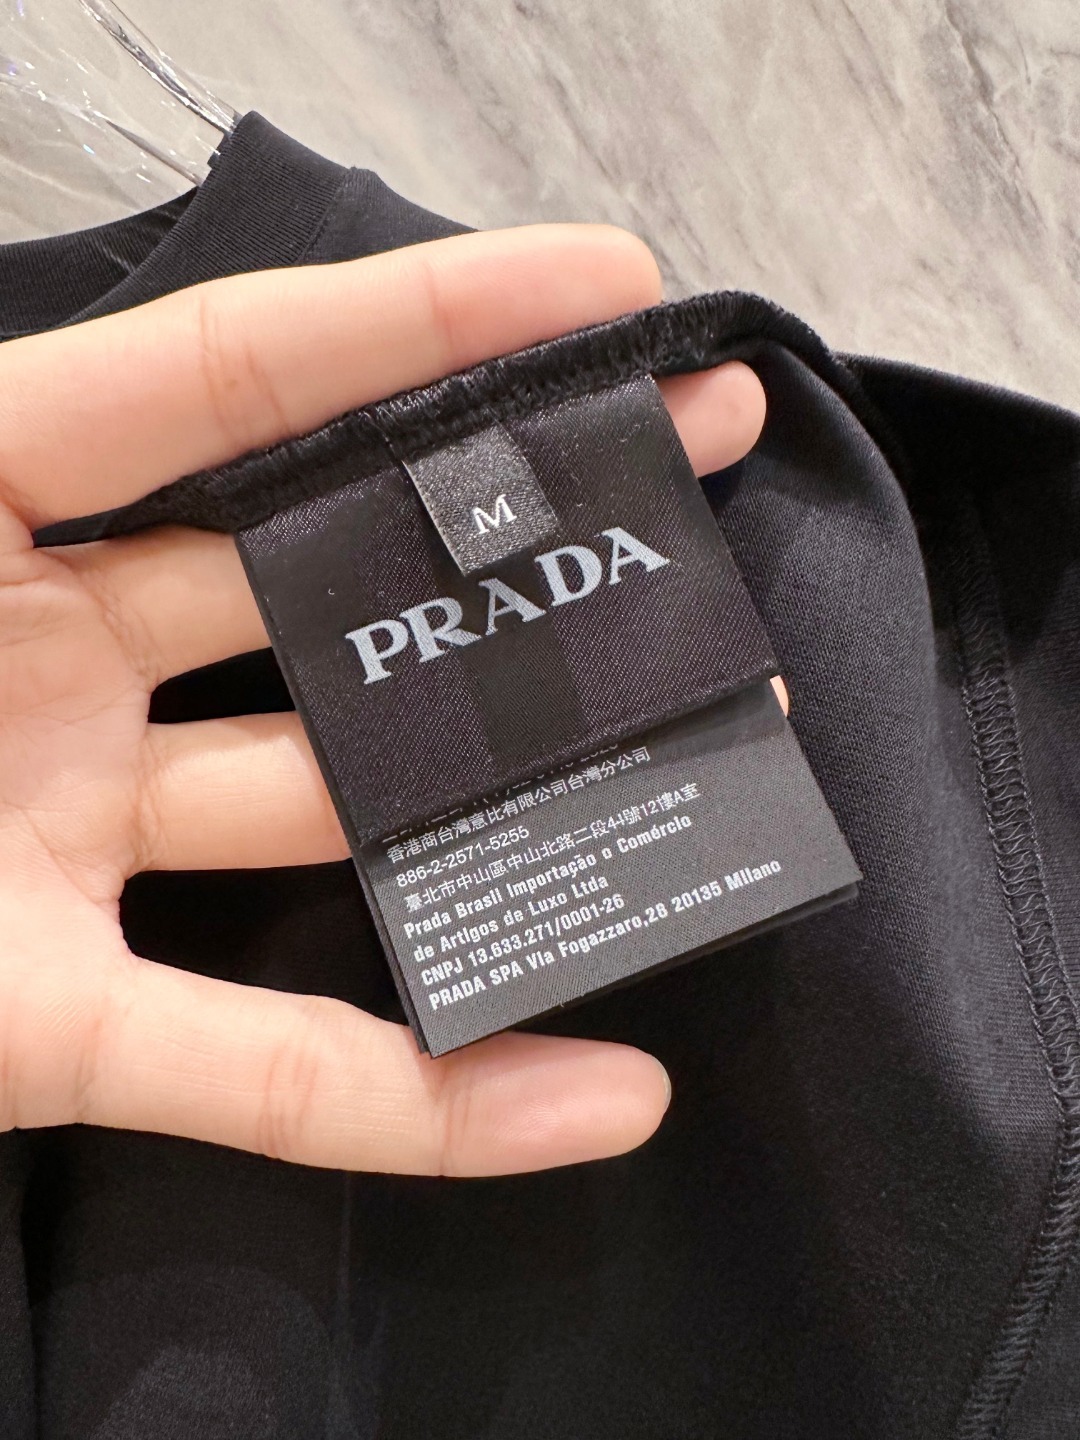 M
PRADA
香港商台灣意比有限公司台灣分公司
886-2-2571-5255
臺北市中山區中山北路二段44號12樓A室
Prada Brasil Importação o Comércio
de Artigos de Luxo Ltda
CNPJ 13.633.271/0001-26
PRADA SPA Via Fogazzaro,28 20135 Milano